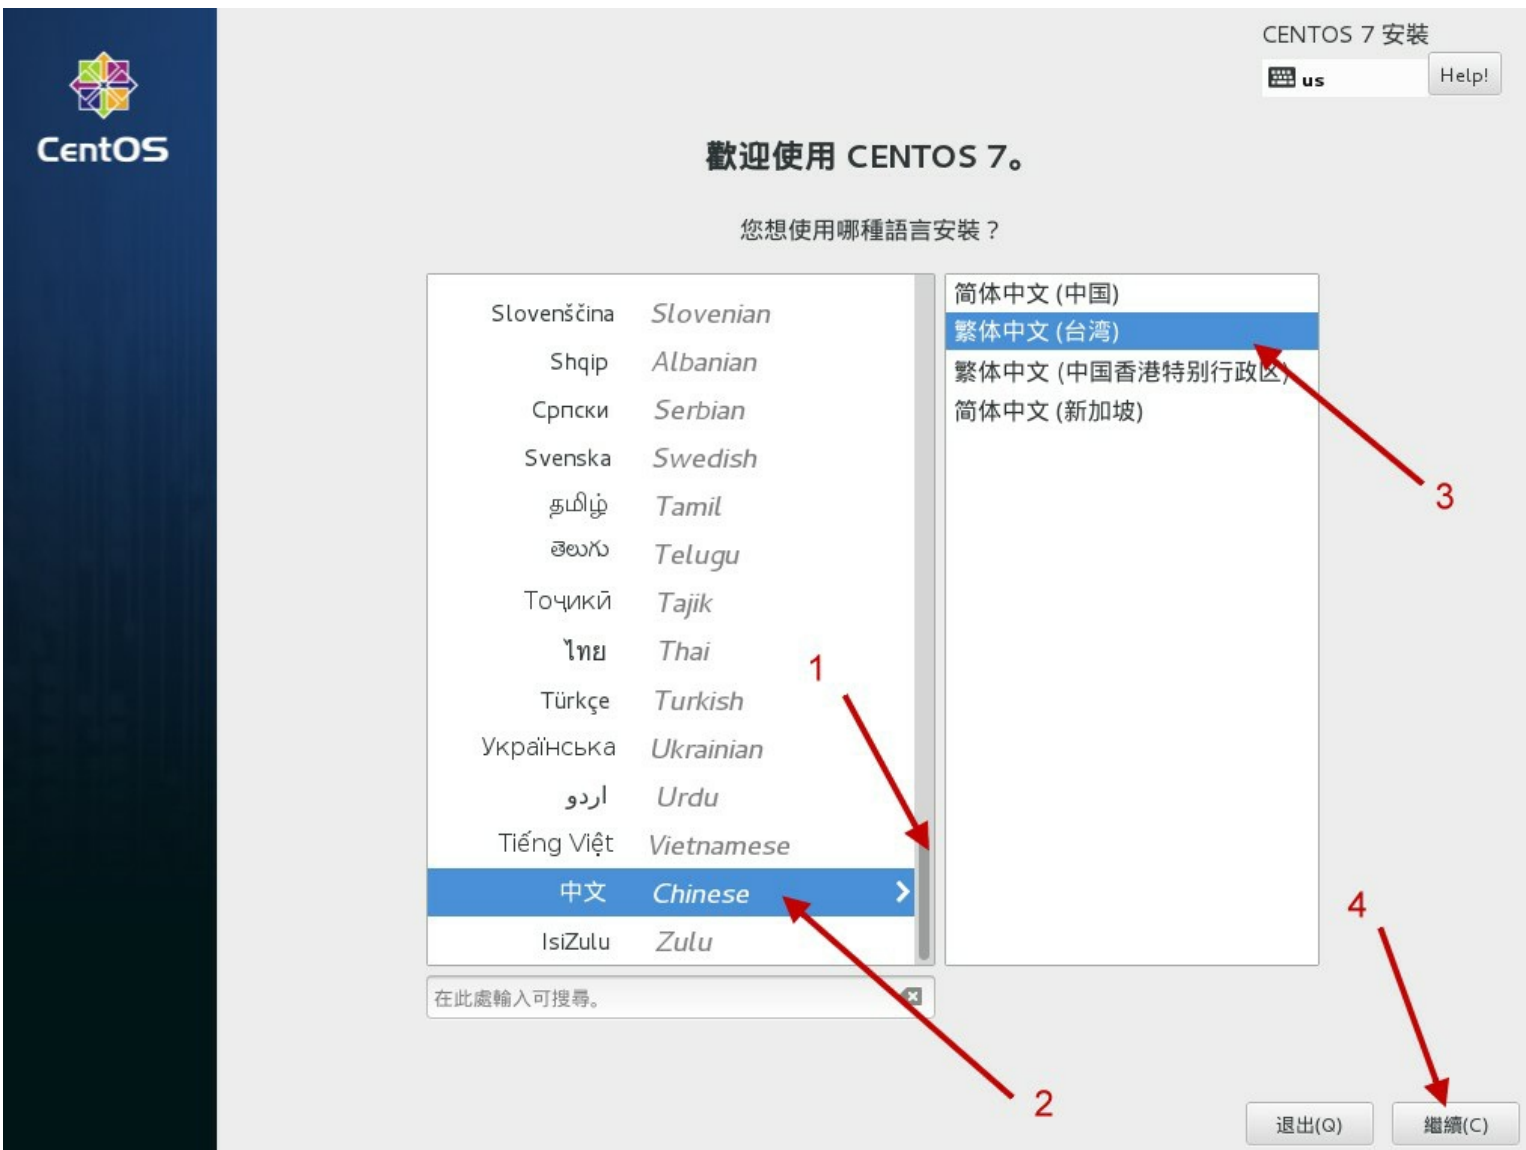 CENTOS 7 安裝
us
Help!
CentOS
歡迎使用 CENTOS 7。
您想使用哪種語言安裝？
Slovenščina Slovenian
Shqip Albanian
Српски Serbian
Svenska Swedish
தமிழ் Tamil
తెలుగు Telugu
Тоҷикӣ Tajik
ไทย Thai
Türkçe Turkish
Українська Ukrainian
اردو Urdu
Tiếng Việt Vietnamese
中文 Chinese
IsiZulu Zulu
简体中文 (中国)
繁体中文 (台湾)
繁体中文 (中国香港特别行政区)
简体中文 (新加坡)
1
3
4
2
在此處輸入可搜尋。
退出(Q)
繼續(C)